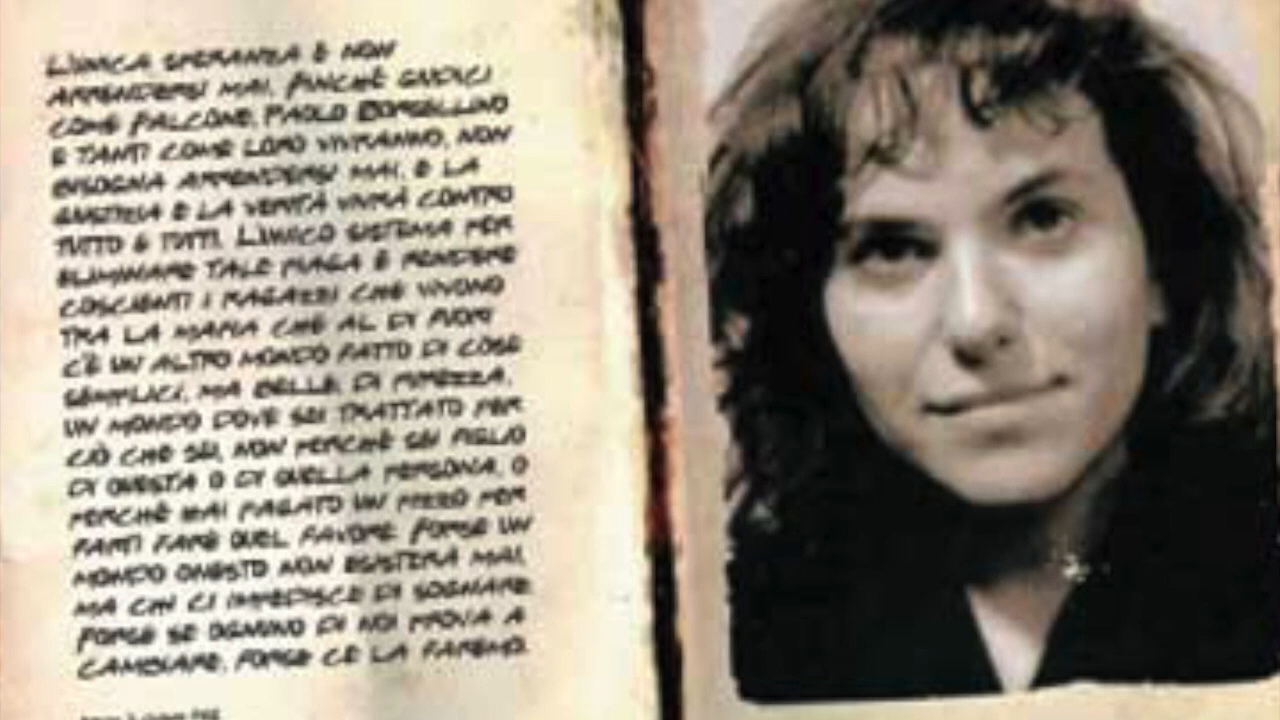 L'UNICA SPERANZA È NON
ARRENDERSI MAI. FINCHÈ GIUDICI
COME FALCONE, PAOLO BORSELLINO
E TANTI COME LORO VIVRANNO, NON
BISOGNA ARRENDERSI MAI, E LA
GIUSTIZIA E LA VERITÀ VIVRÀ CONTRO
TUTTO E TUTTI. L'UNICO SISTEMA PER
ELIMINARE TALE PIAGA È RENDERE
COSCIENTI I RAGAZZI CHE VIVONO
TRA LA MAFIA CHE AL DI FUORI
C'È UN ALTRO MONDO FATTO DI COSE
SEMPLICI, MA BELLE, DI PUREZZA,
UN MONDO DOVE SEI TRATTATO PER
CIÒ CHE SEI, NON PERCHÈ SEI FIGLIO
DI QUESTA O DI QUELLA PERSONA, O
PERCHÈ HAI PAGATO UN PIZZO PER
FARTI FARE QUEL FAVORE. FORSE UN
MONDO ONESTO NON ESISTERÀ MAI,
MA CHI CI IMPEDISCE DI SOGNARE
FORSE SE OGNUNO DI NOI PROVA A
CAMBIARE, FORSE CE LA FAREMO.